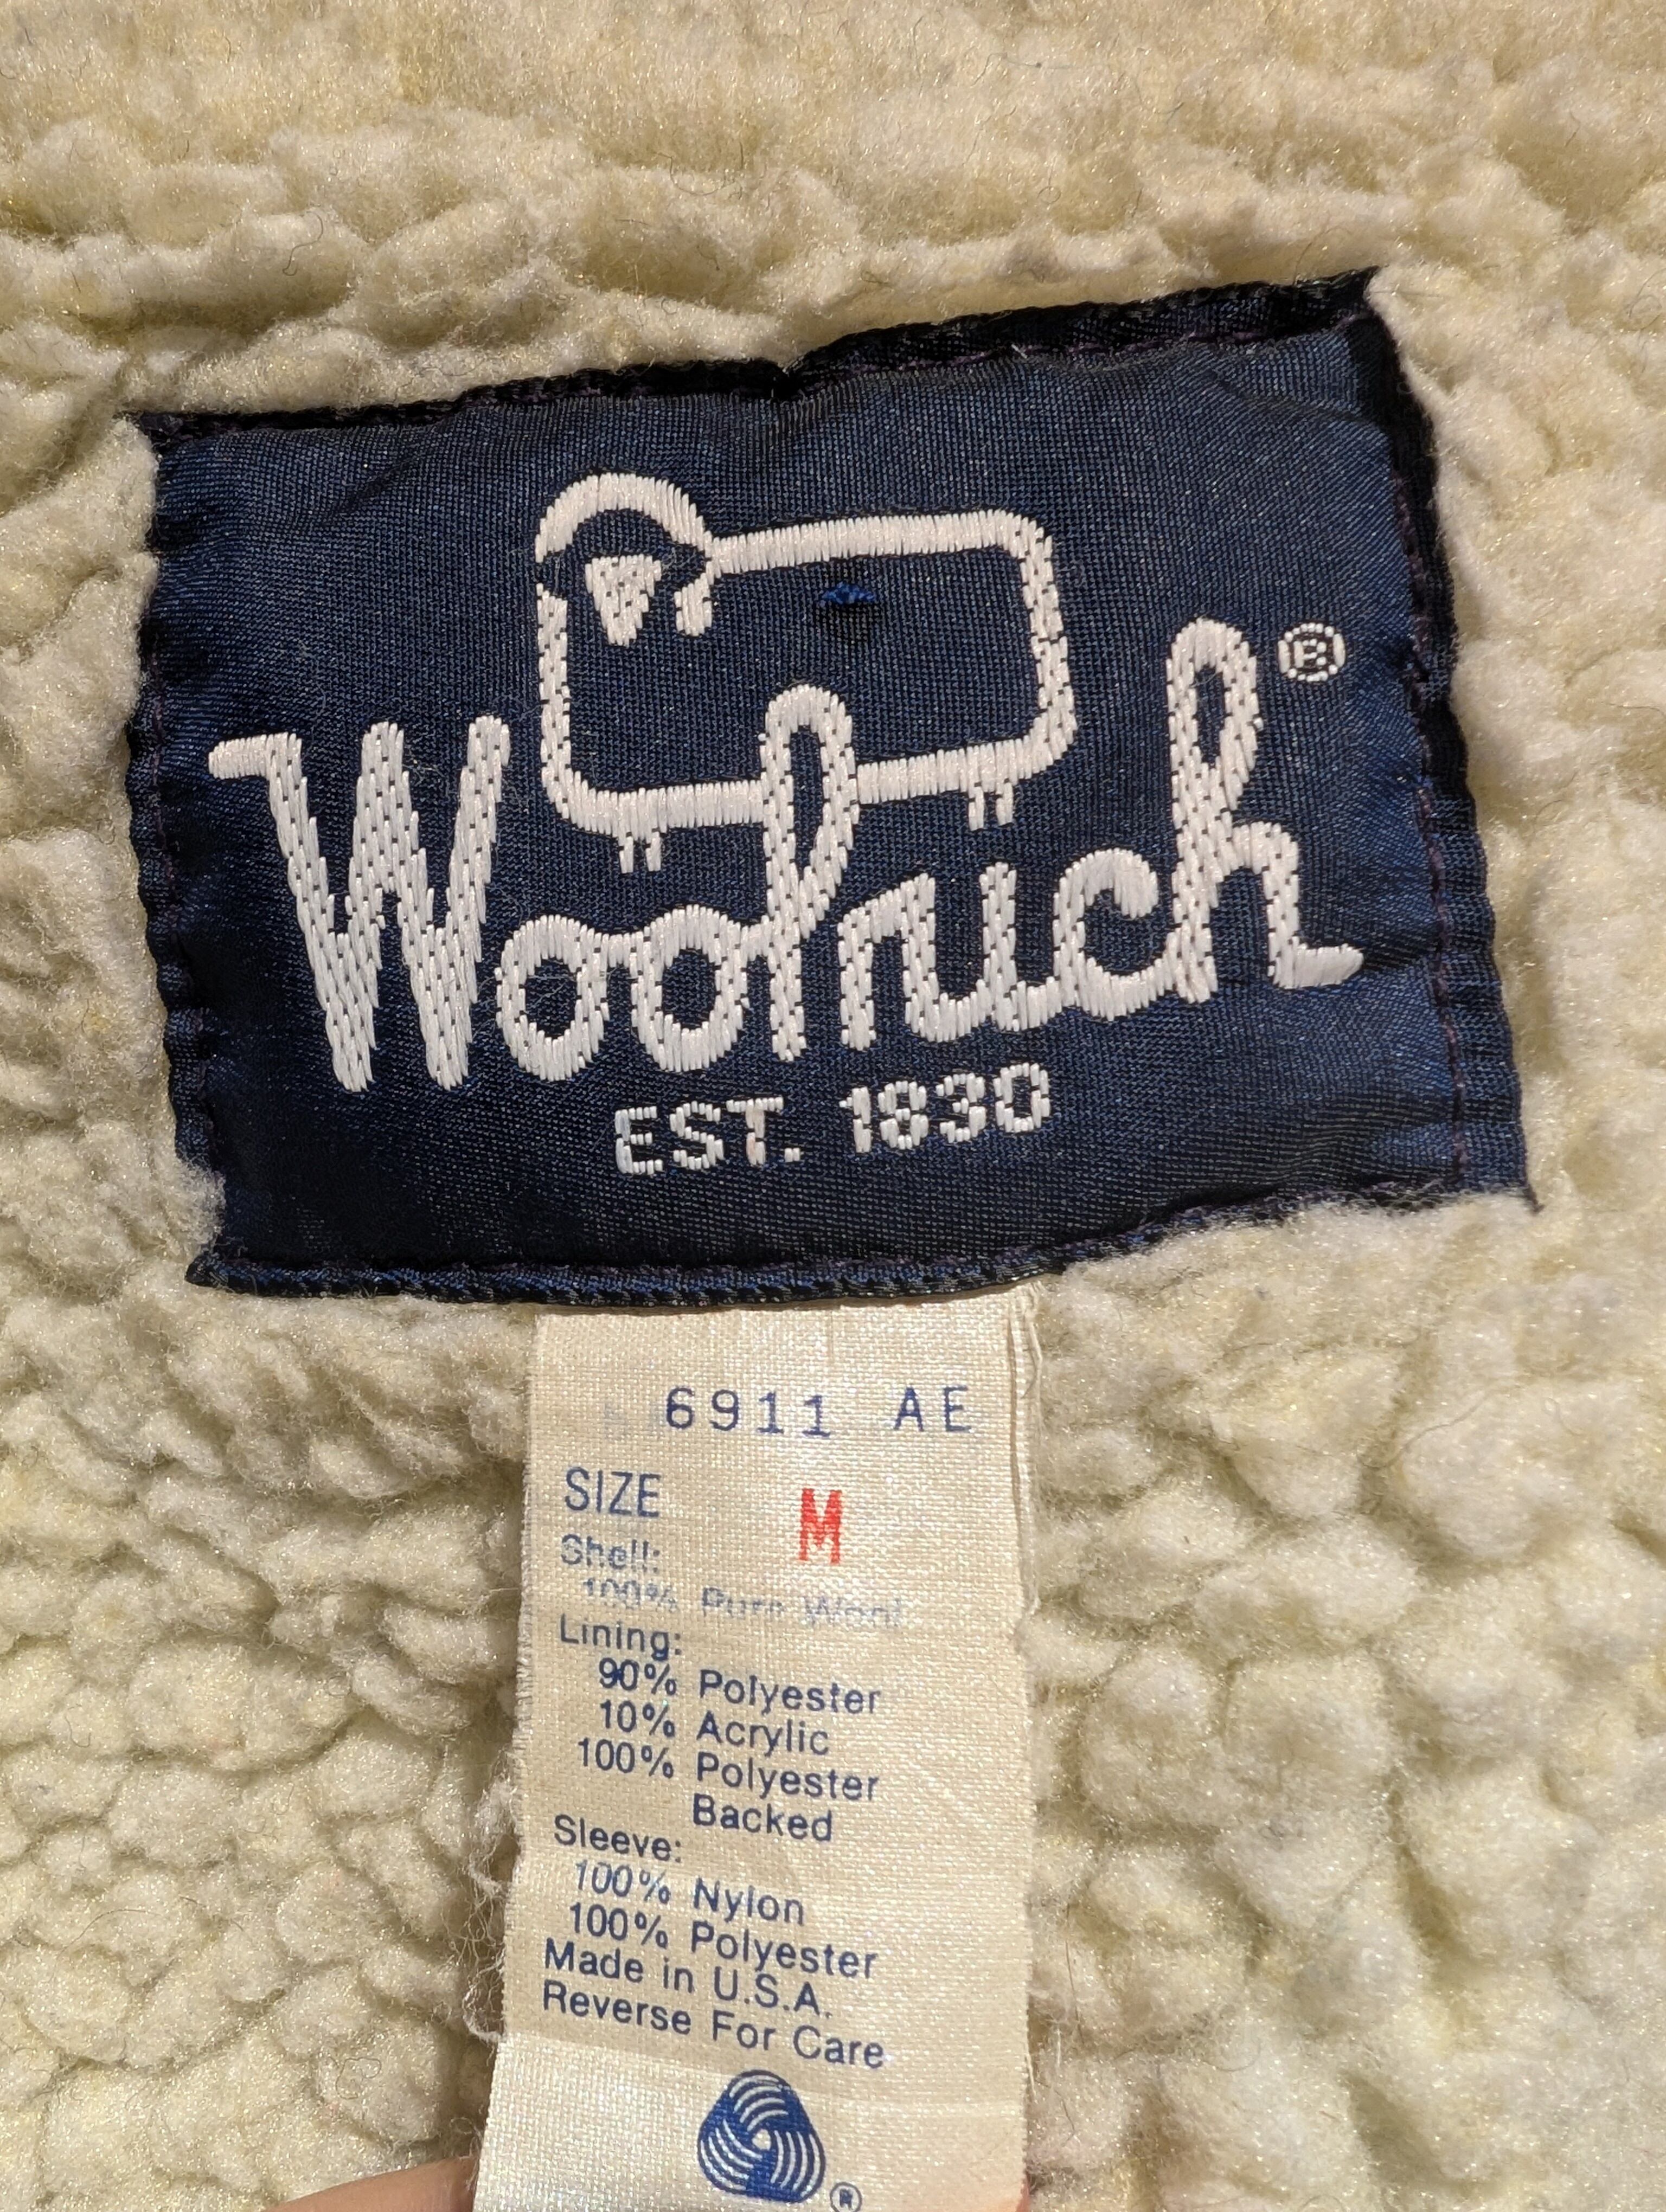 Woolrich®
EST. 1830
6911 AE
SIZE M
Shell:
100% Pure Wool
Lining:
90% Polyester
10% Acrylic
100% Polyester
Backed
Sleeve:
100% Nylon
100% Polyester
Made in U.S.A.
Reverse For Care
®